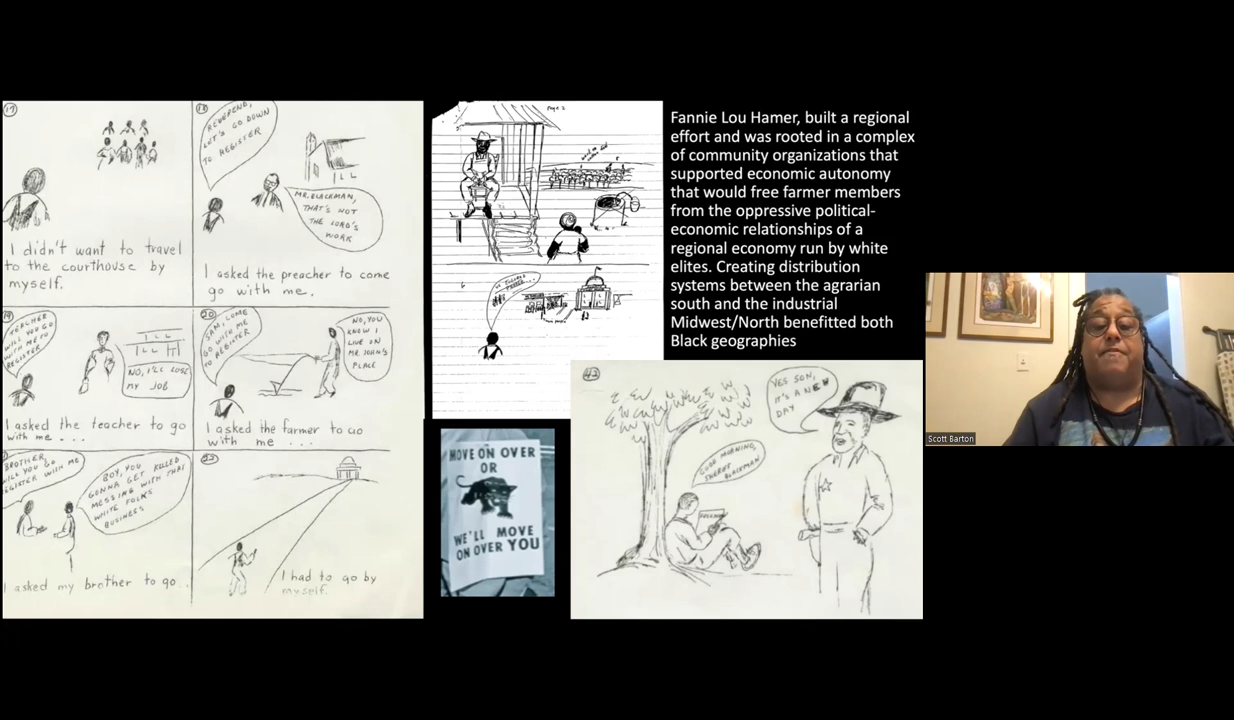 17
I didn't want to travel
to the courthouse by
myself.
18
REVEREND,
LET'S GO DOWN
TO REGISTER
MR. BLACKMAN,
THAT'S NOT
THE LORD'S
WORK
I asked the preacher to come
go with me.
19
TEACHER
WILL YOU GO
WITH ME TO
REGISTER
NO, I'LL LOSE
MY JOB
I asked the teacher to go
with me ....
20
SAM, COME
GO WITH ME
TO REGISTER
NO, YOU
KNOW I
LIVE ON
MR. JOHN'S
PLACE
I asked the farmer to go
with me ...
BROTHER
WILL YOU GO
REGISTER WITH ME
BOY, YOU
GONNA GET KILLED
MESSING WITH THAT
WHITE FOLKS
BUSINESS
I asked my brother to go.
22
I had to go by
myself.
Page 2
MOVE ON OVER
OR
WE'LL MOVE
ON OVER YOU
Fannie Lou Hamer, built a regional
effort and was rooted in a complex
of community organizations that
supported economic autonomy
that would free farmer members
from the oppressive political-
economic relationships of a
regional economy run by white
elites. Creating distribution
systems between the agrarian
south and the industrial
Midwest/North benefitted both
Black geographies
42
GOOD MORNING,
SHERIFF BLACKMAN
YES SON,
IT'S A NEW
DAY
Scott Barton